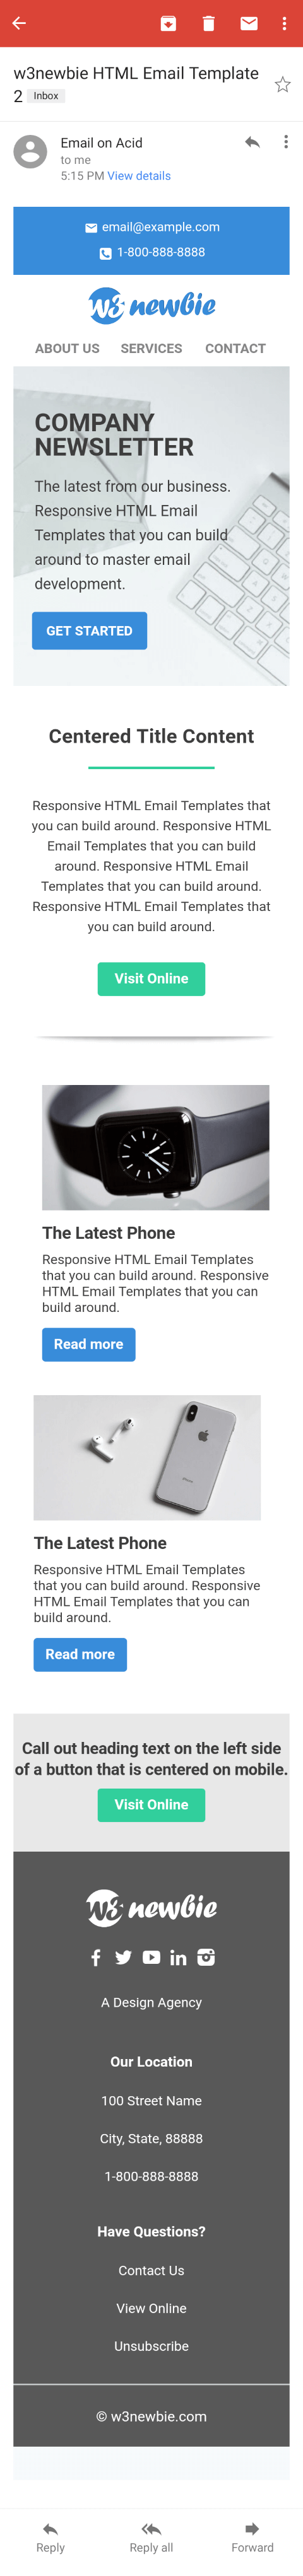 w3newbie HTML Email Template
2 Inbox
Email on Acid
to me
5:15 PM View details
email@example.com
1-800-888-8888
W3 newbie
ABOUT US SERVICES CONTACT
COMPANY
NEWSLETTER
The latest from our business.
Responsive HTML Email
Templates that you can build
around to master email
development.
GET STARTED
Centered Title Content
Responsive HTML Email Templates that
you can build around. Responsive HTML
Email Templates that you can build
around. Responsive HTML Email
Templates that you can build around.
Responsive HTML Email Templates that
you can build around.
Visit Online
The Latest Phone
Responsive HTML Email Templates
that you can build around. Responsive
HTML Email Templates that you can
build around.
Read more
iPhone
The Latest Phone
Responsive HTML Email Templates
that you can build around. Responsive
HTML Email Templates that you can
build around.
Read more
Call out heading text on the left side
of a button that is centered on mobile.
Visit Online
W3 newbie
A Design Agency
Our Location
100 Street Name
City, State, 88888
1-800-888-8888
Have Questions?
Contact Us
View Online
Unsubscribe
© w3newbie.com
Reply Reply all Forward